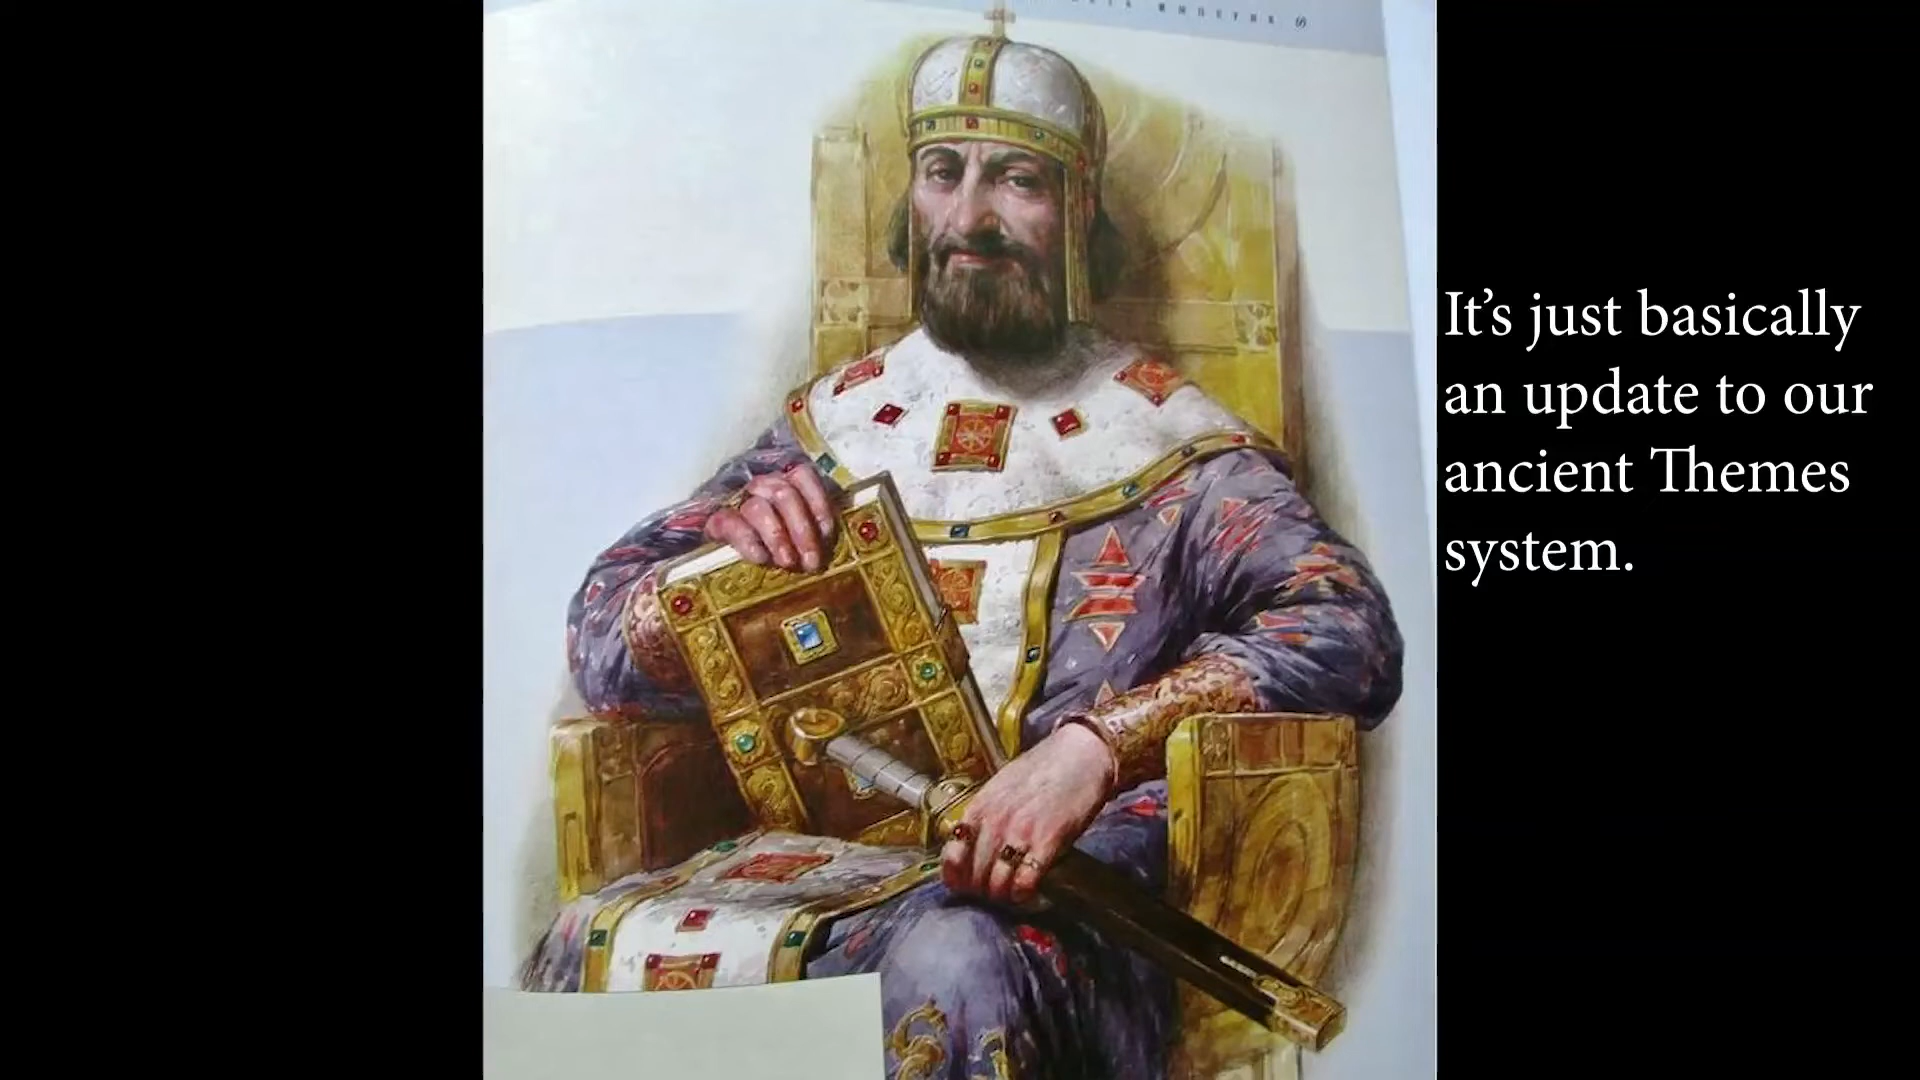 It's just basically
an update to our
ancient Themes
system.